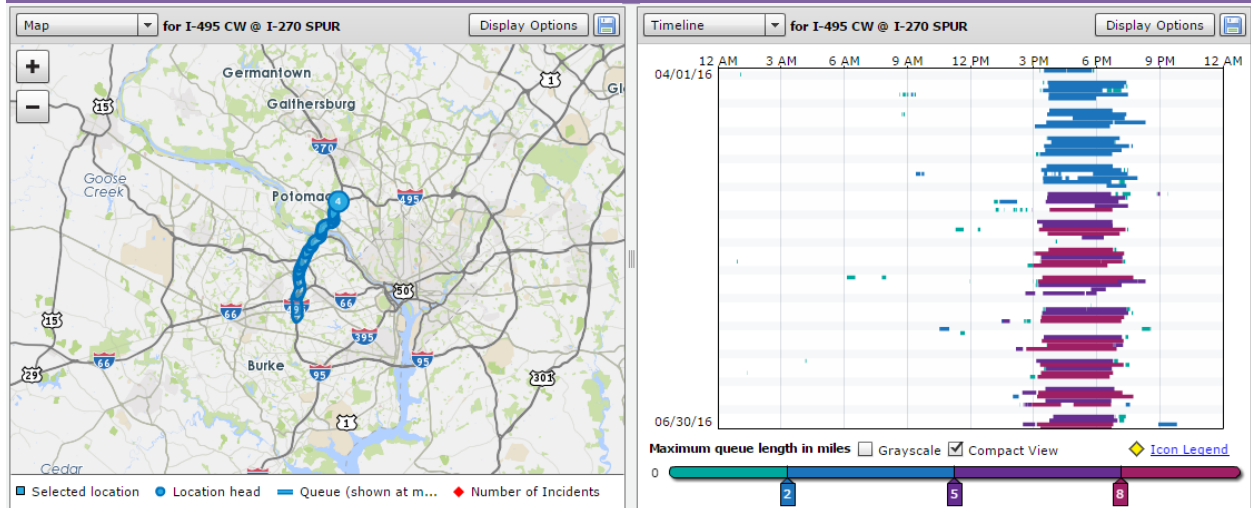 Map for I-495 CW @ I-270 SPUR Display Options
+
−
Germantown
1
Gaithersburg
15
270
Goose
Creek
Potomac
4
495
50
66
66
15
395
66
Burke
95
95
29
301
1
Cedar
Selected location Location head Queue (shown at m... Number of Incidents
Timeline for I-495 CW @ I-270 SPUR Display Options
12 AM 3 AM 6 AM 9 AM 12 PM 3 PM 6 PM 9 PM 12 AM
04/01/16
06/30/16
Maximum queue length in miles Grayscale Compact View Icon Legend
0
2 5 8